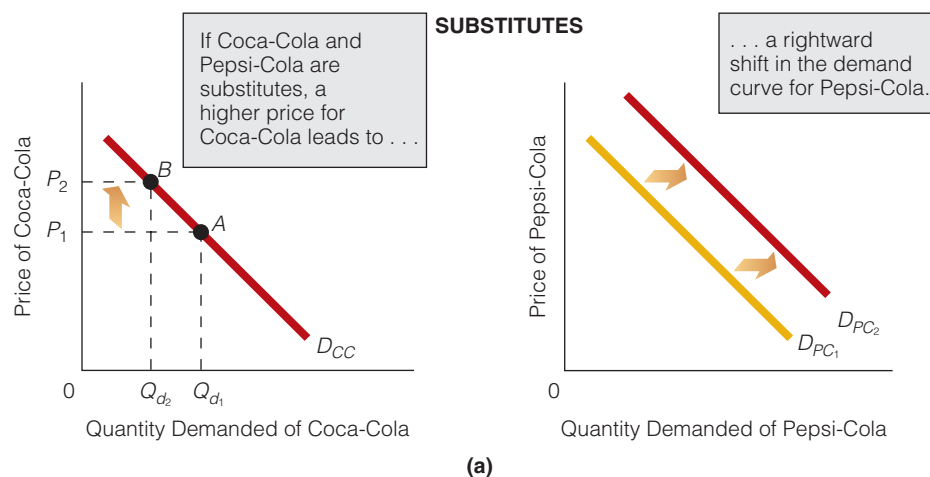 SUBSTITUTES
If Coca-Cola and
Pepsi-Cola are
substitutes, a
higher price for
Coca-Cola leads to . . .
Price of Coca-Cola
P2
P1
B
A
DCC
0
Qd2
Qd1
Quantity Demanded of Coca-Cola
. . . a rightward
shift in the demand
curve for Pepsi-Cola.
Price of Pepsi-Cola
DPC2
DPC1
0
Quantity Demanded of Pepsi-Cola
(a)